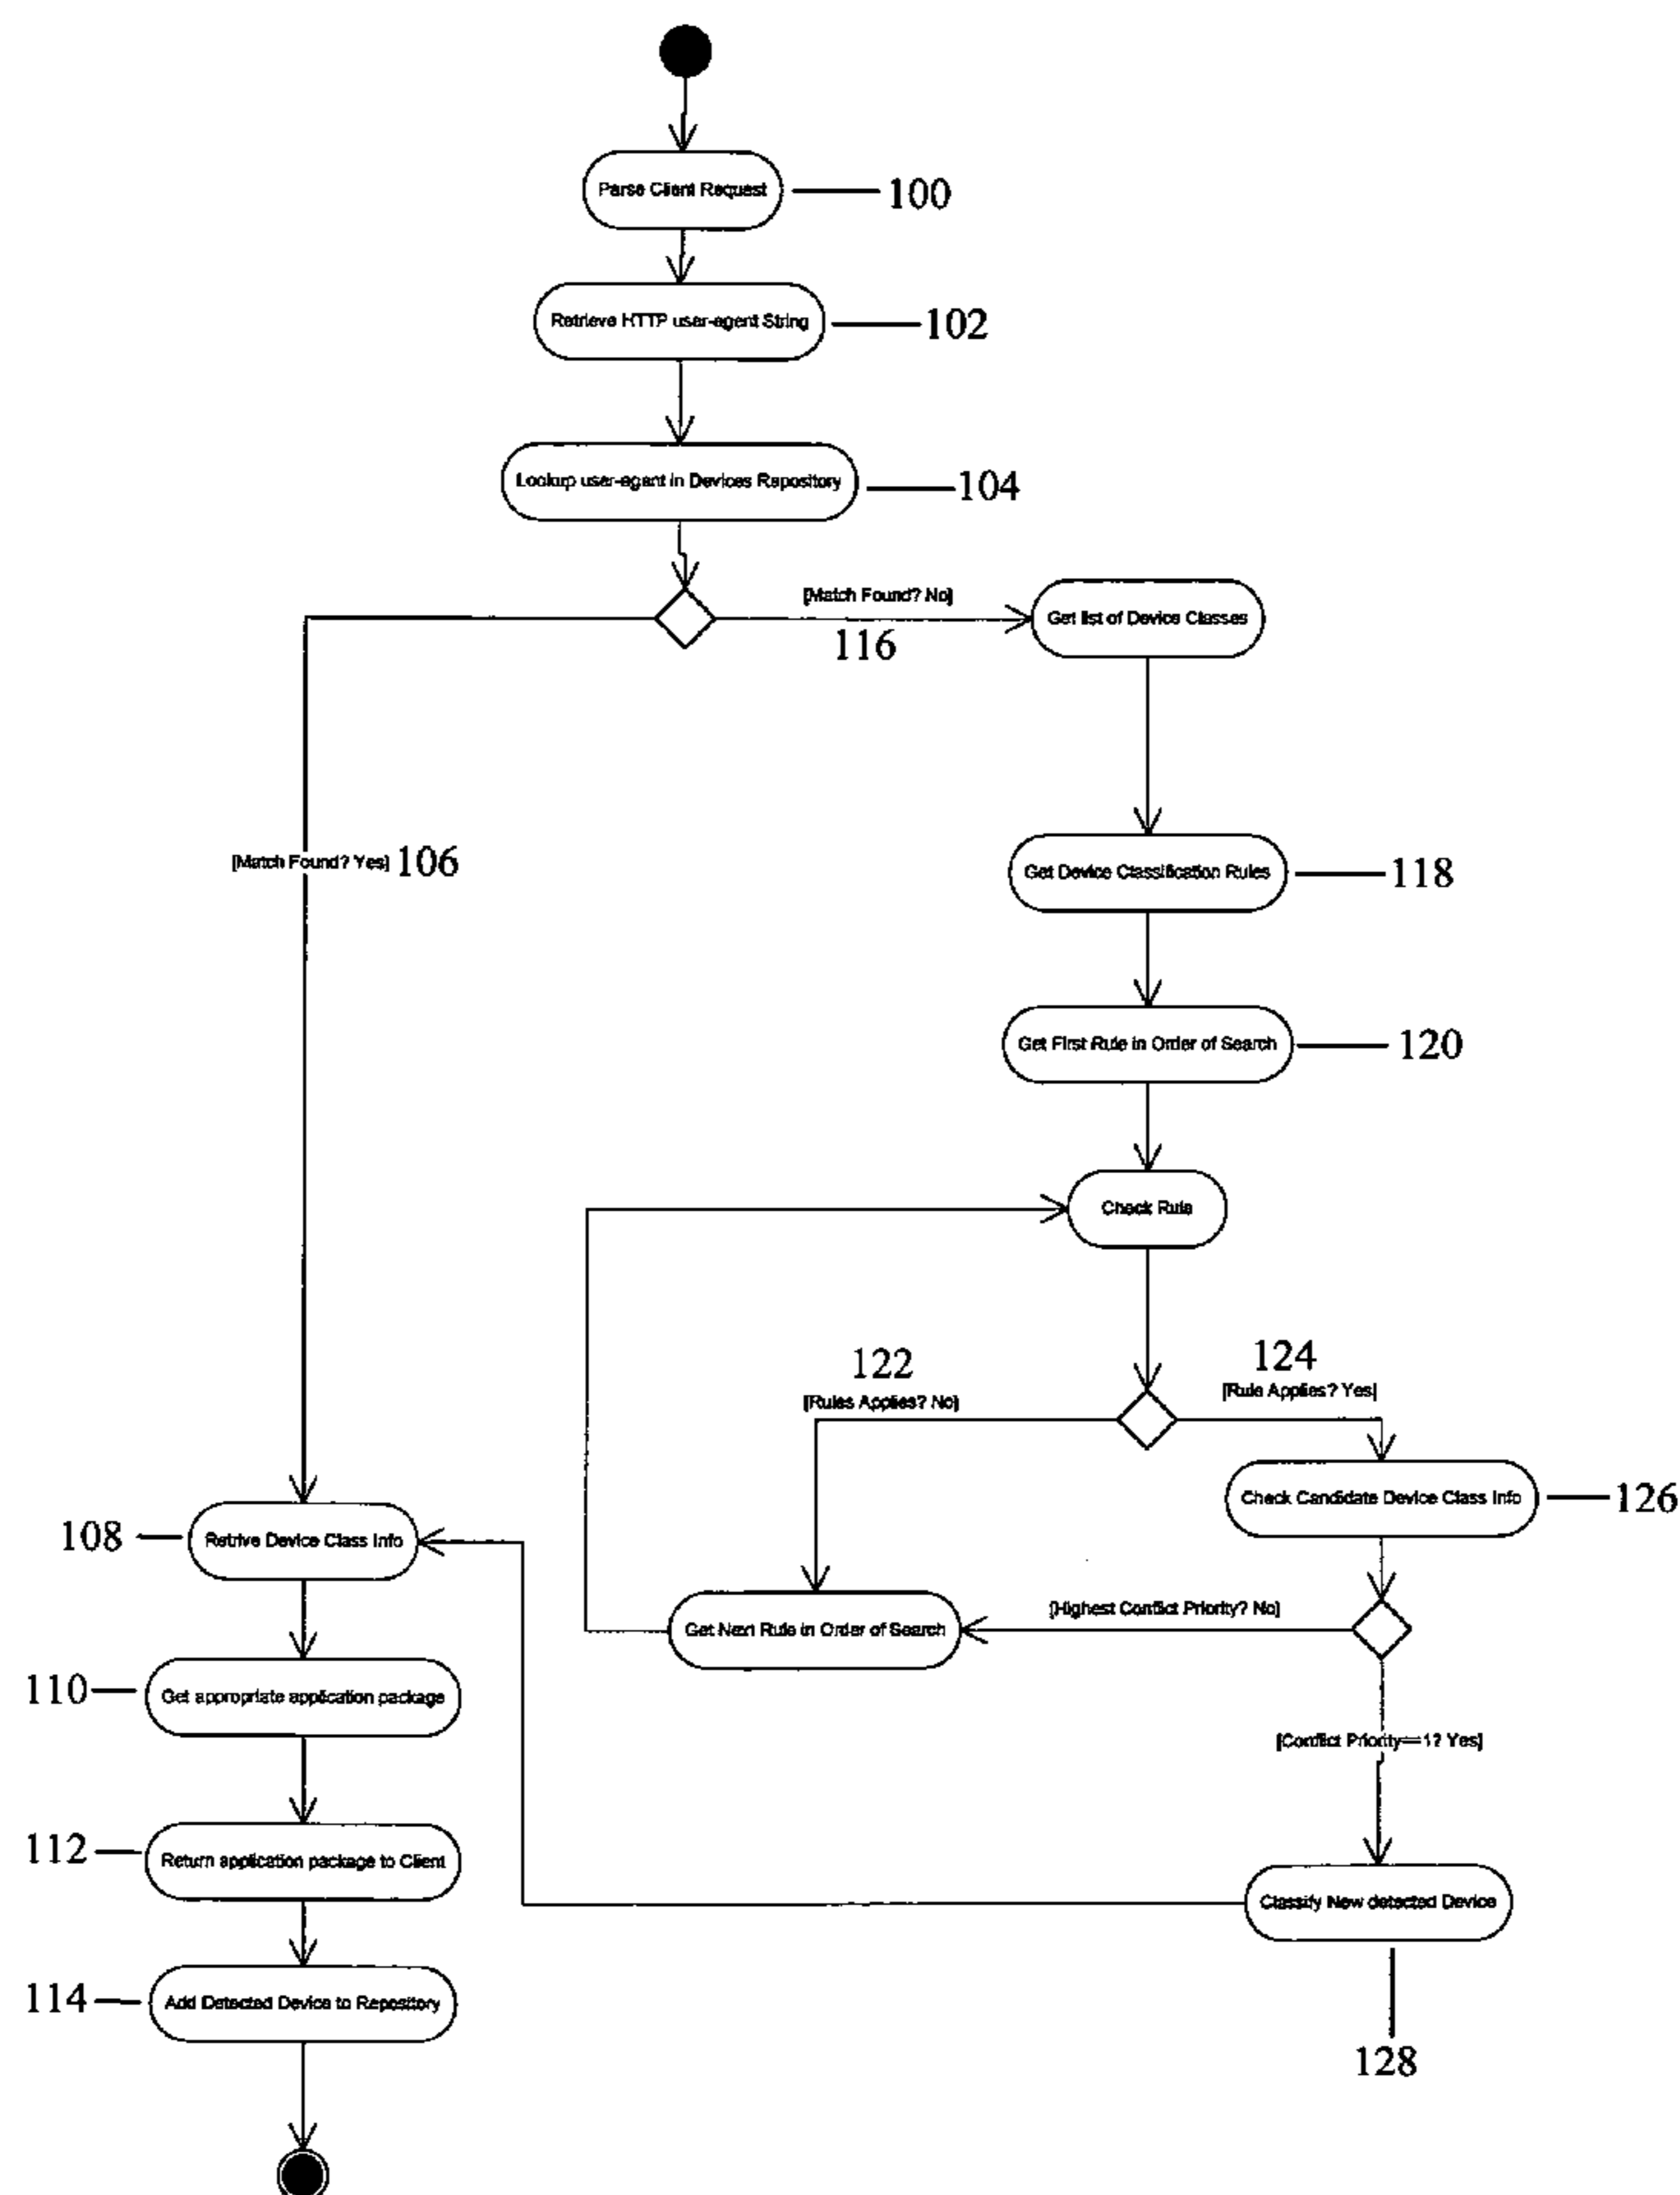 Parse Client Request
100
Retrieve HTTP user-agent String
102
Lookup user-agent in Devices Repository
104
[Match Found? No]
116
Get list of Device Classes
[Match Found? Yes] 106
Get Device Classification Rules
118
Get First Rule in Order of Search
120
Check Rule
122
[Rules Applies? No]
124
[Rule Applies? Yes]
Check Candidate Device Class Info
126
108
Retrive Device Class Info
Get Next Rule in Order of Search
[Highest Conflict Priority? No]
110
Get appropriate application package
[Conflict Priority==1? Yes]
112
Return application package to Client
Classify New detected Device
128
114
Add Detected Device to Repository